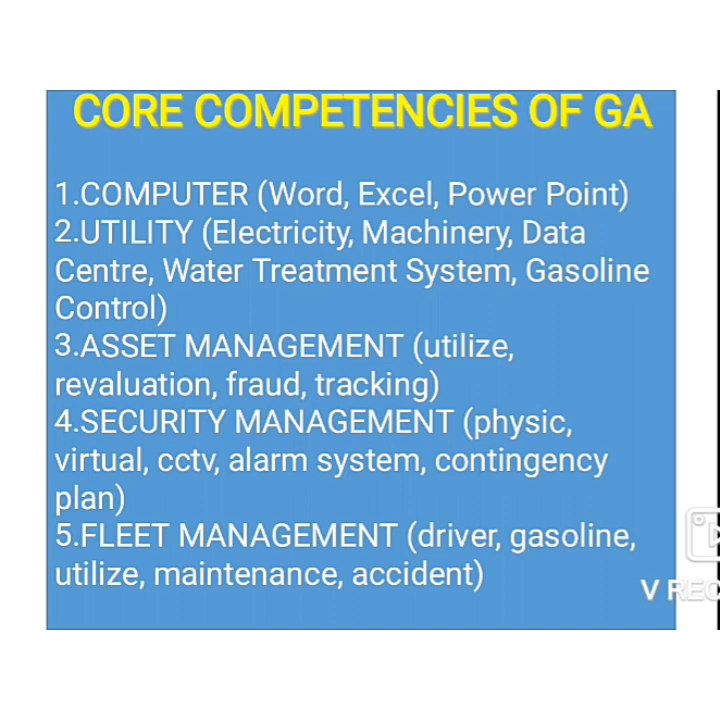 CORE COMPETENCIES OF GA
1.COMPUTER (Word, Excel, Power Point)
2.UTILITY (Electricity, Machinery, Data
Centre, Water Treatment System, Gasoline
Control)
3.ASSET MANAGEMENT (utilize,
revaluation, fraud, tracking)
4.SECURITY MANAGEMENT (physic,
virtual, cctv, alarm system, contingency
plan)
5.FLEET MANAGEMENT (driver, gasoline,
utilize, maintenance, accident)
V REC